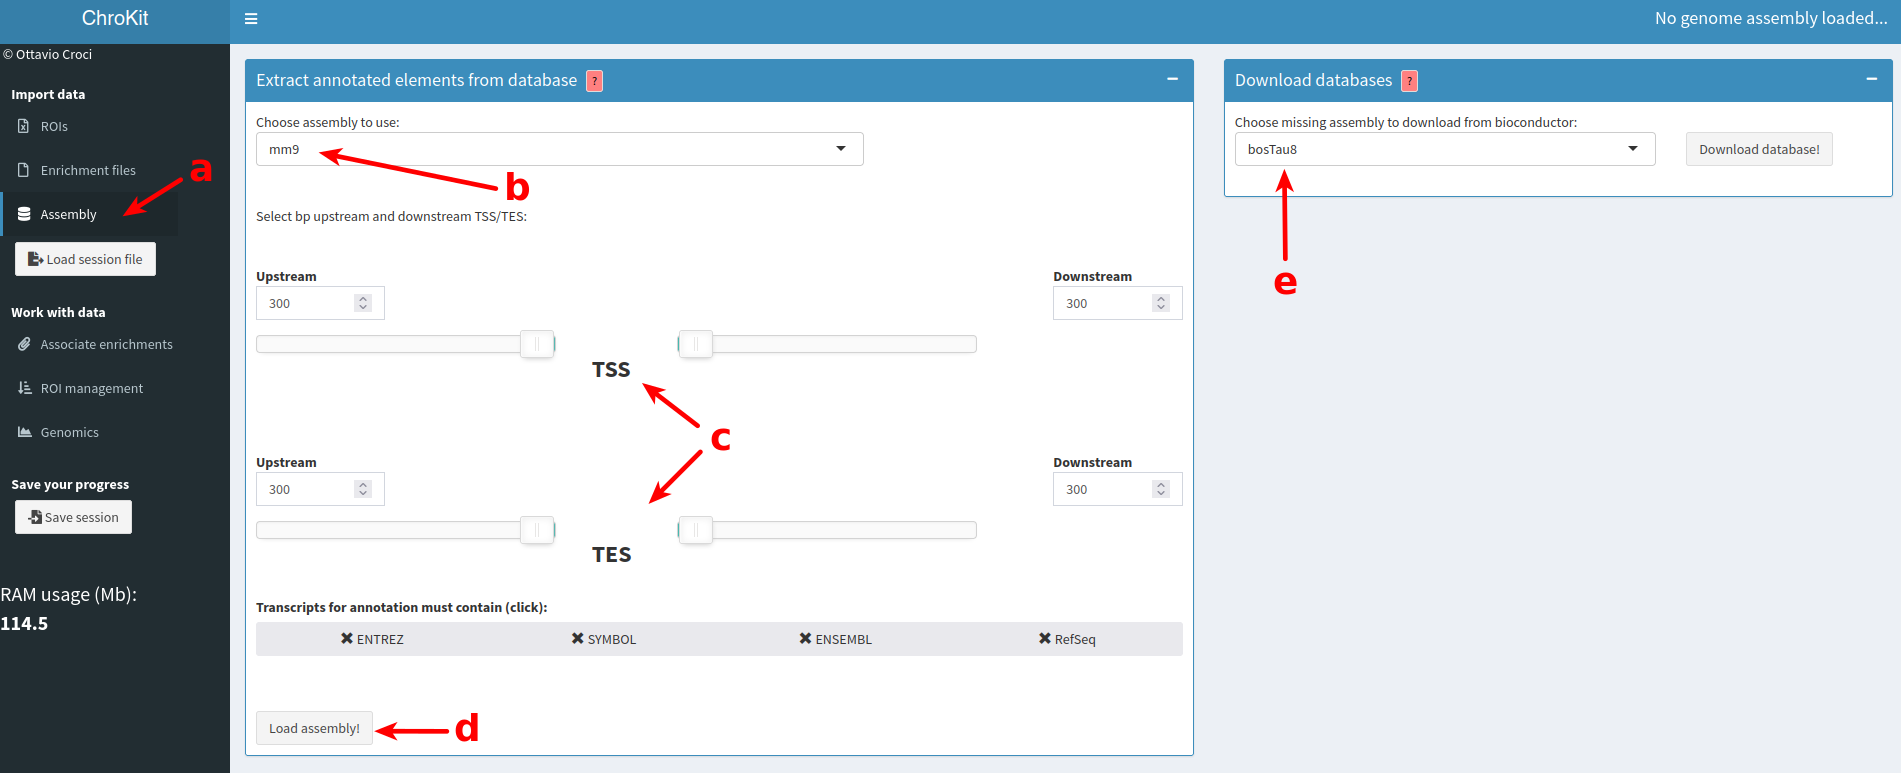 ChroKit
No genome assembly loaded...
© Ottavio Croci
Import data
ROIs
Enrichment files
a
Assembly
Load session file
Work with data
Associate enrichments
ROI management
Genomics
Save your progress
Save session
RAM usage (Mb):
114.5
Extract annotated elements from database ?
Choose assembly to use:
mm9
b
Select bp upstream and downstream TSS/TES:
Upstream Downstream
300 300
TSS
c
Upstream Downstream
300 300
TES
Transcripts for annotation must contain (click):
ENTREZ SYMBOL ENSEMBL RefSeq
Load assembly!
d
Download databases ?
Choose missing assembly to download from bioconductor:
bosTau8 Download database!
e